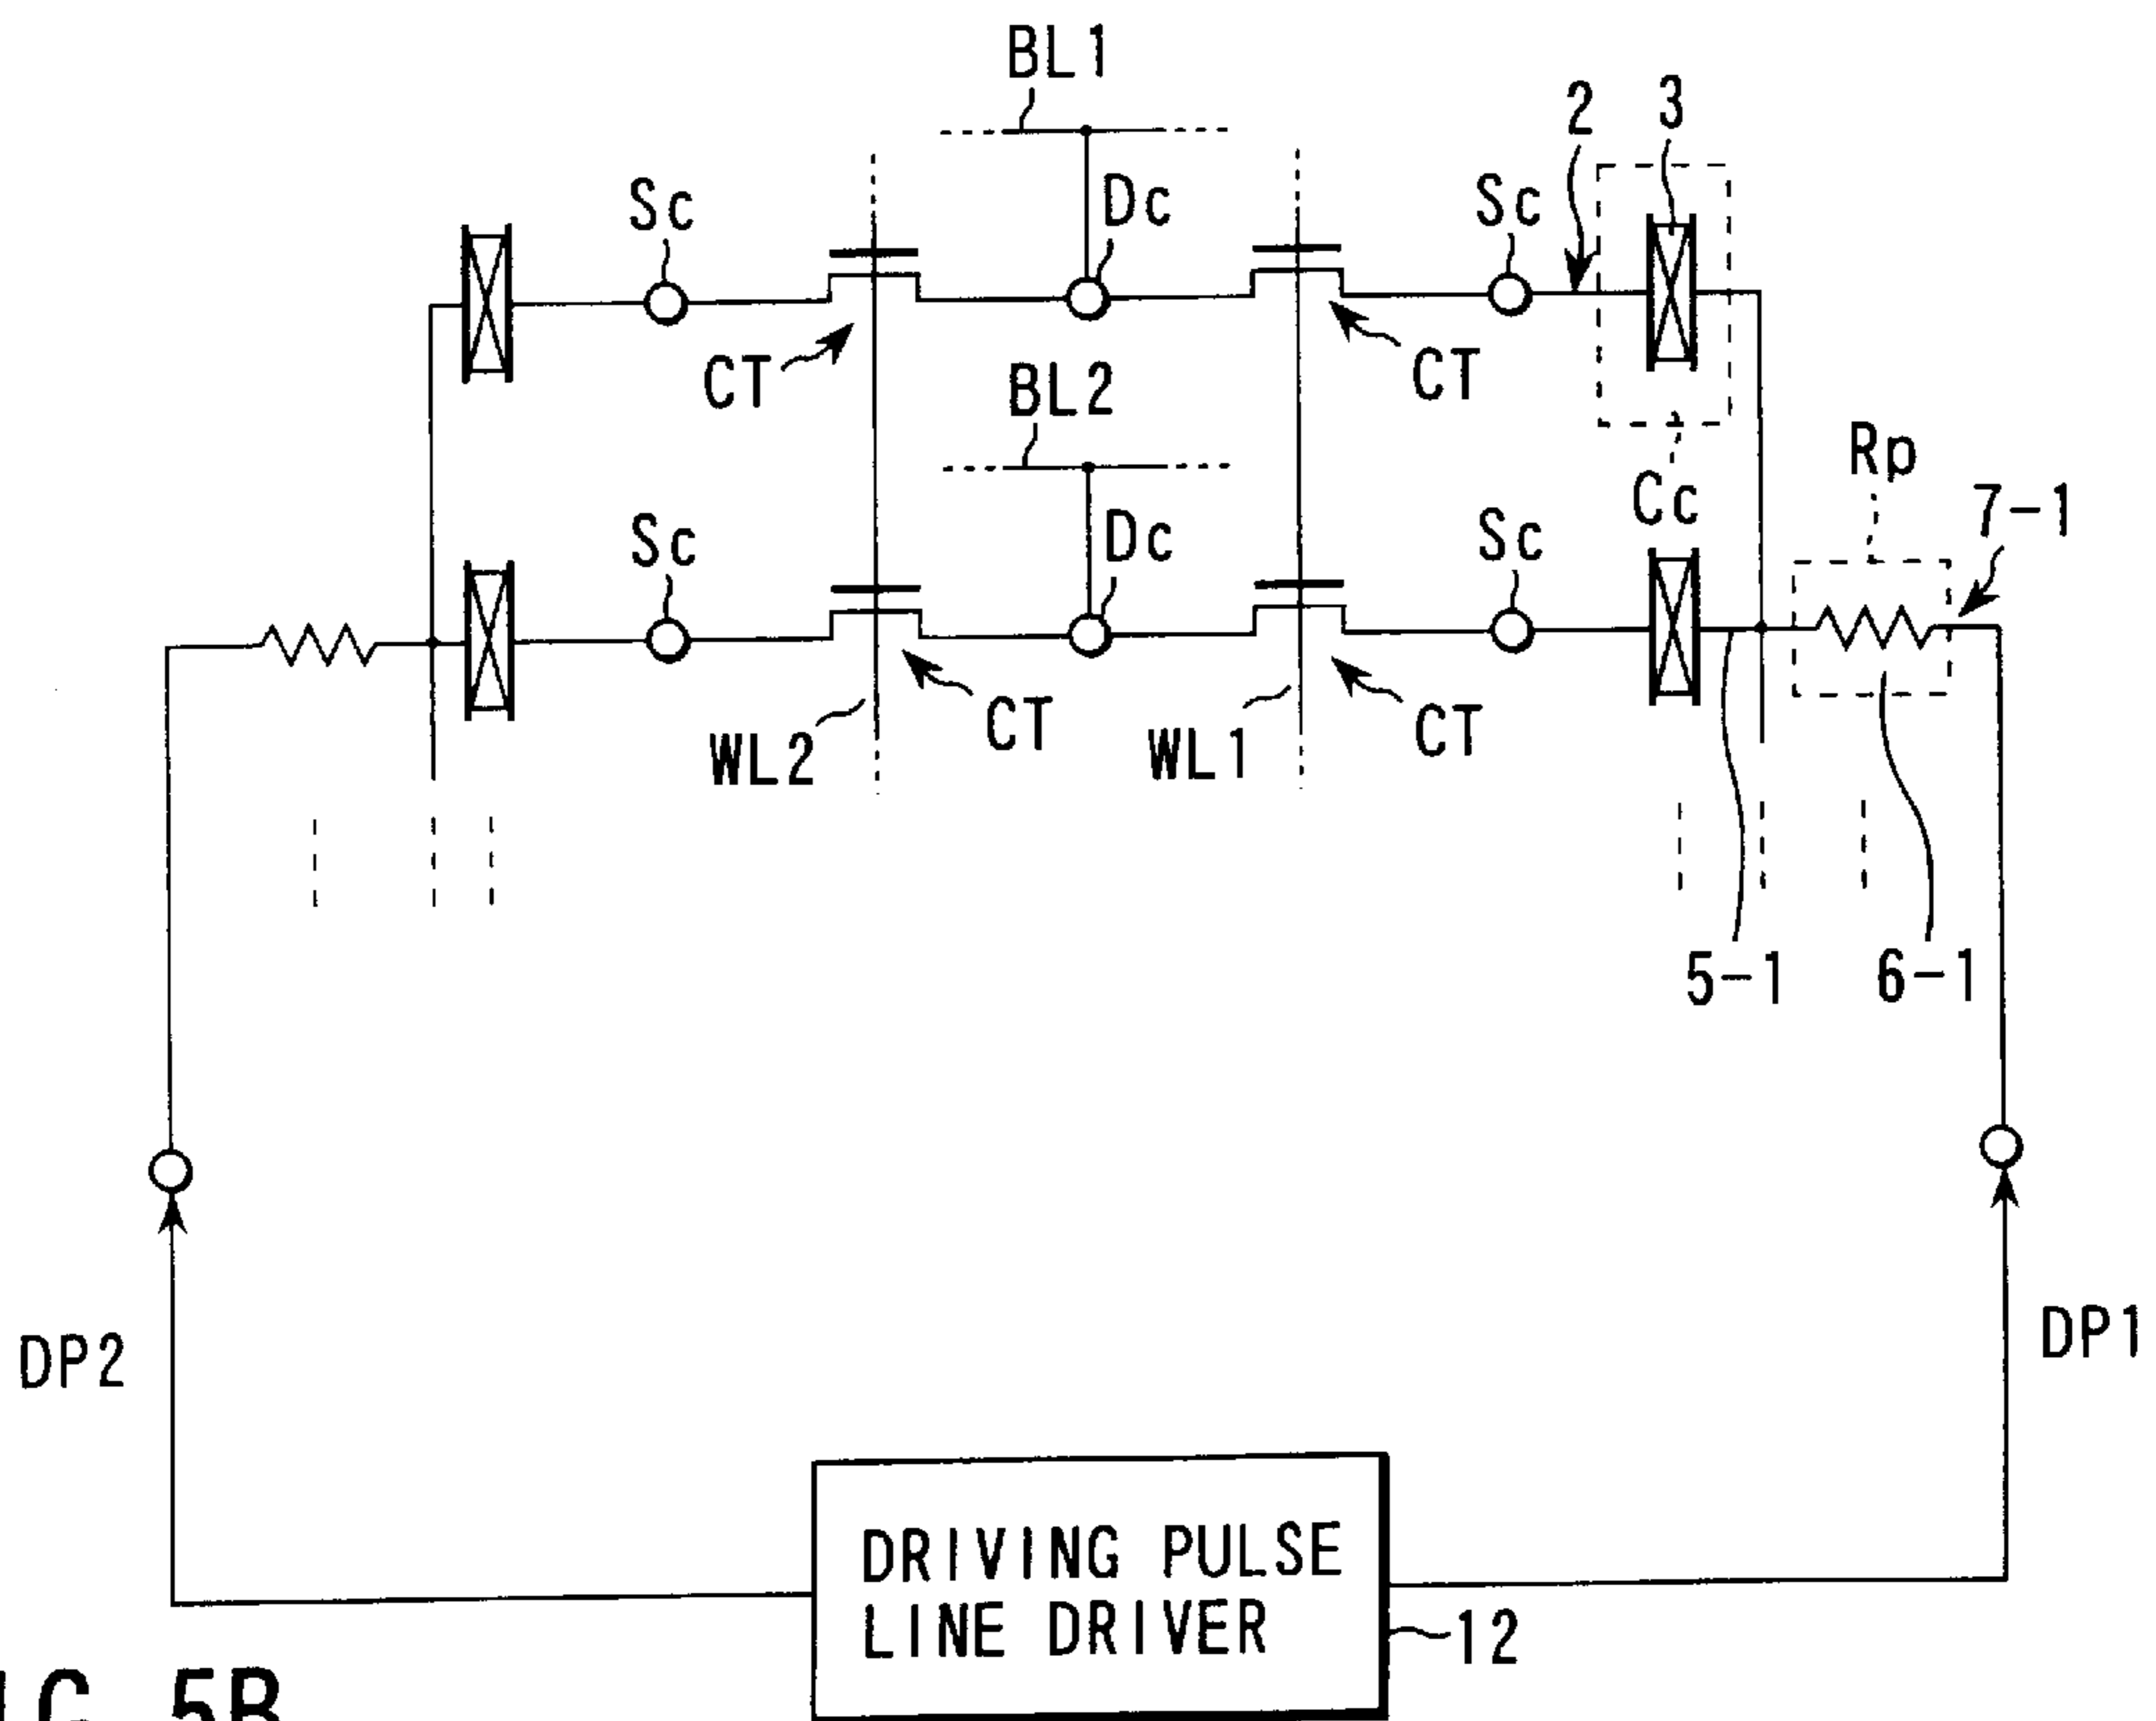 BL1
2
3
Sc
Dc
Sc
CT
CT
BL2
Cc
Rp
7-1
Sc
Dc
Sc
CT
CT
WL2
WL1
5-1
6-1
DP2
DP1
DRIVING PULSE
LINE DRIVER
12
5B